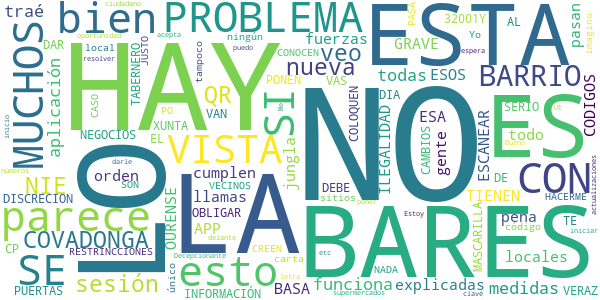 traé
bien
PROBLEMA
ESTA
HAY
NO
LA
LO
BARES
ES
CON
MUCHOS
SI
esto
parece
SE
VISTA
BARRIO
COVADONGA
sesión
nueva
veo
QR
NIE
aplicación
DAR
local
resolver
oportunidad
ciudadano
acepta
CASO
JUSTO
TABERNERO
ningún
puedo
tampoco
fuerzas
CONOCEN
PONEN
VAS
GRAVE
todas
ESOS
DIA
PASA
espera
32001Y
Yo
AL
pasan
imagino
CODIGOS
SERIO
todo
UE
ESCANEAR
CAMBIOS
ESA
gente
ILEGALIDAD
COLOQUEN
jungla
VAN
PO
XUNTA
NEGOCIOS
EL
darle
orden
SON
números
inicio
DISCRECIÓN
RESTRINCCIONES
CP
PUERTAS
OURENSE
cumplen
llamas
VECINOS
OBLIGAR
APP
delante
único
Decepcionante
INFORMACIÓN
CREEN
carta
letra
BASA
etc
supermercados
sitios
DEBE
funciona
NADA
Estoy
poner
clave
explicadas
pena
código
MASCARILLA
TIENEN
DE
Bueno
HACERME
TE
iniciar
actualizaciones
locales
medidas
VERAZ